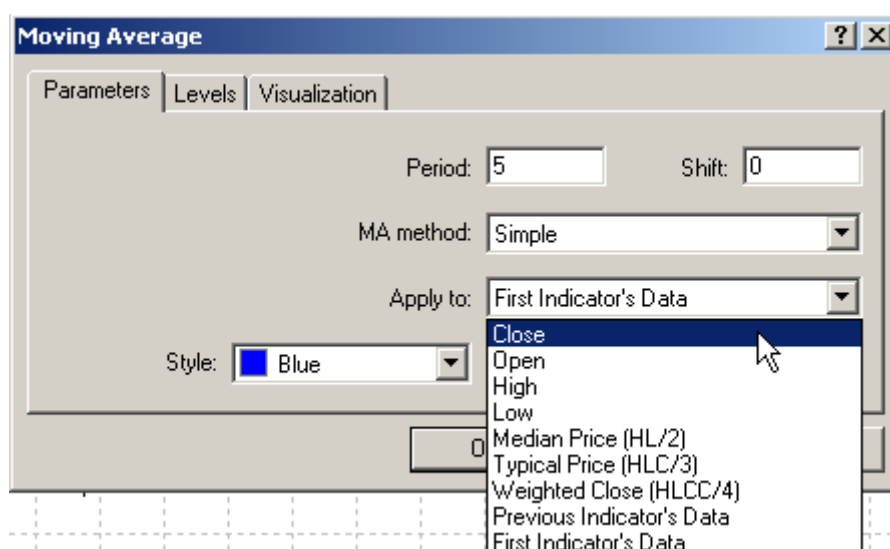 Moving Average
Parameters Levels Visualization
Period: 5 Shift: 0
MA method: Simple
Apply to: First Indicator's Data
Close
Style: Blue
Open
High
Low
Median Price (HL/2)
Typical Price (HLC/3)
Weighted Close (HLCC/4)
Previous Indicator's Data
First Indicator's Data